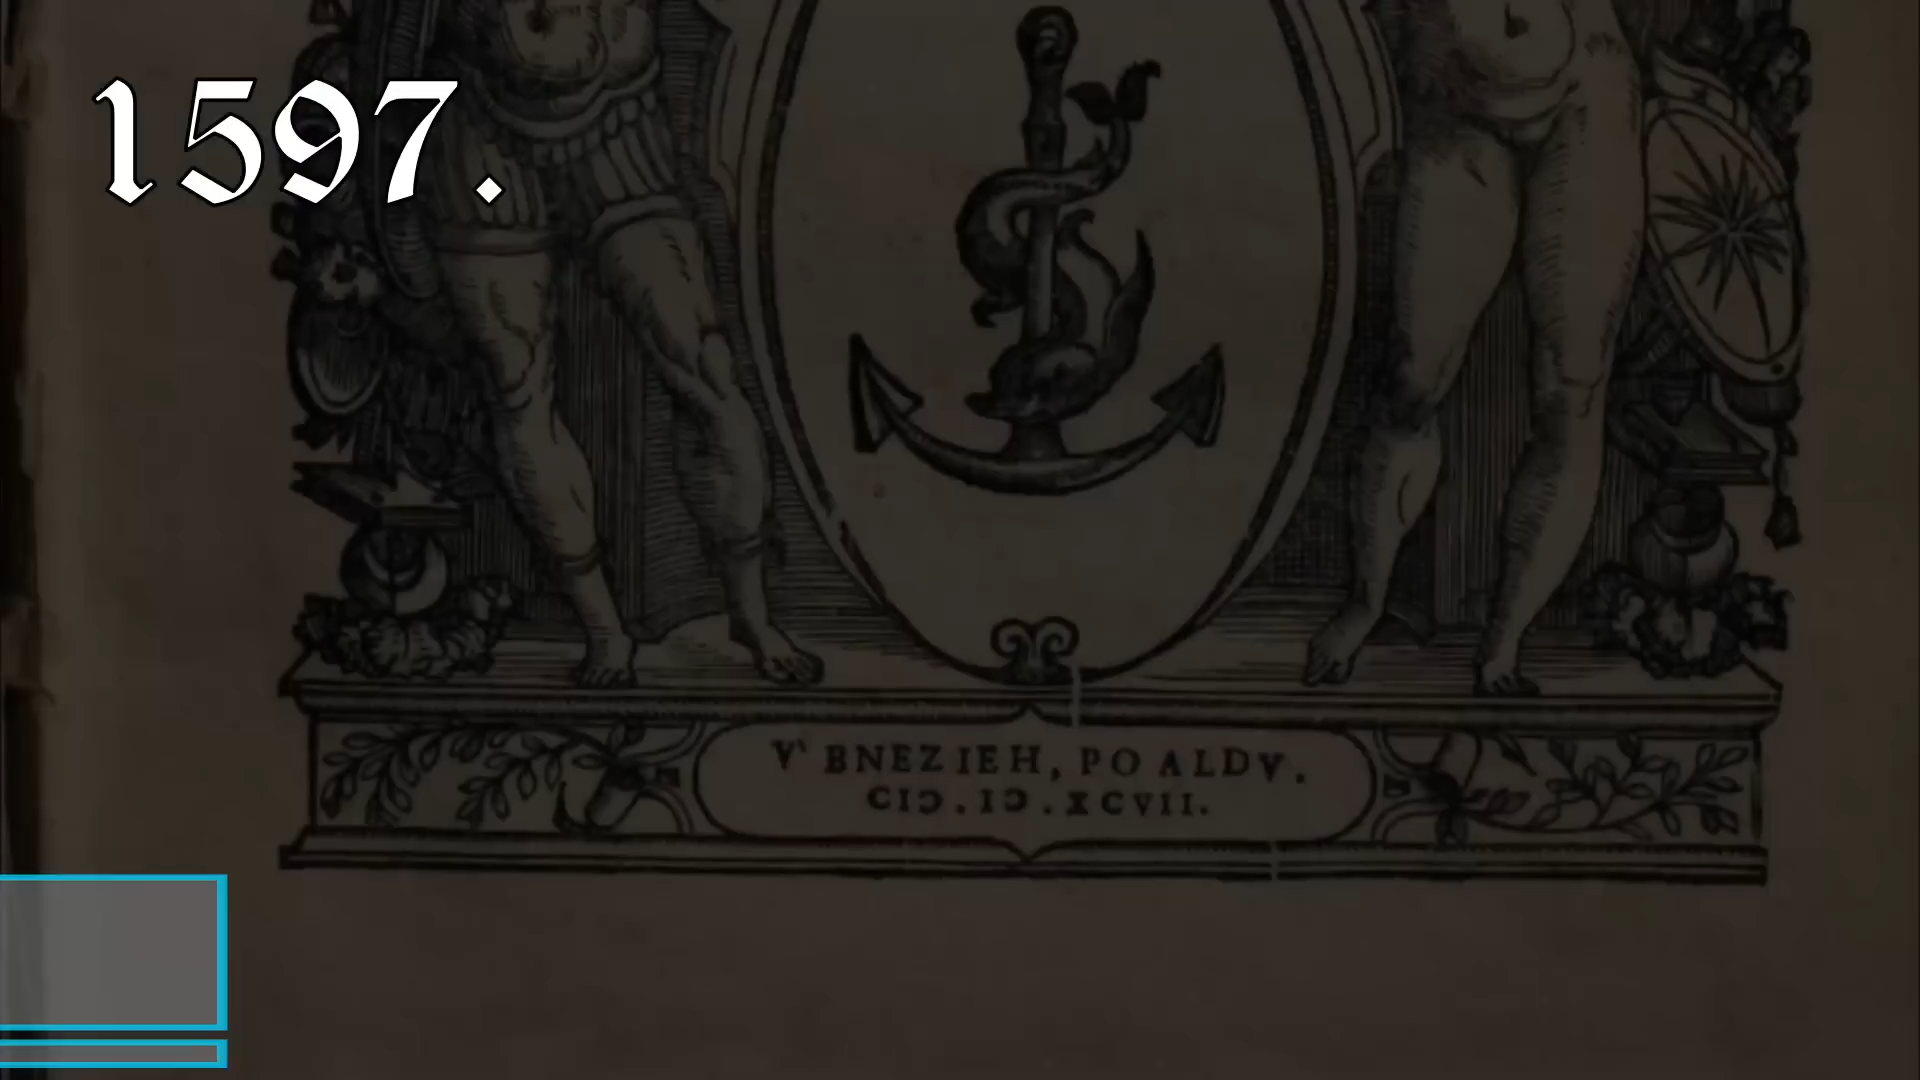 1597.
V' BNEZIEH, PO ALDV.
CIↃ.IↃ.XCVII.